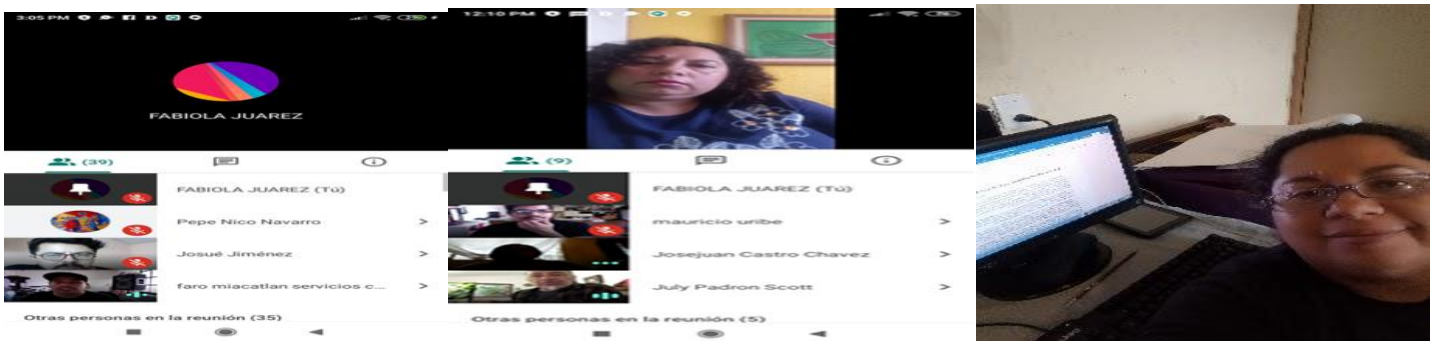 3:05 PM
FABIOLA JUAREZ
(39)
FABIOLA JUAREZ (Tú)
Pepe Nico Navarro
Josué Jiménez
faro miacatlan servicios c...
Otras personas en la reunión (35)
12:10 PM
(9)
FABIOLA JUAREZ (Tú)
mauricio uribe
Josejuan Castro Chavez
July Padron Scott
Otras personas en la reunión (5)